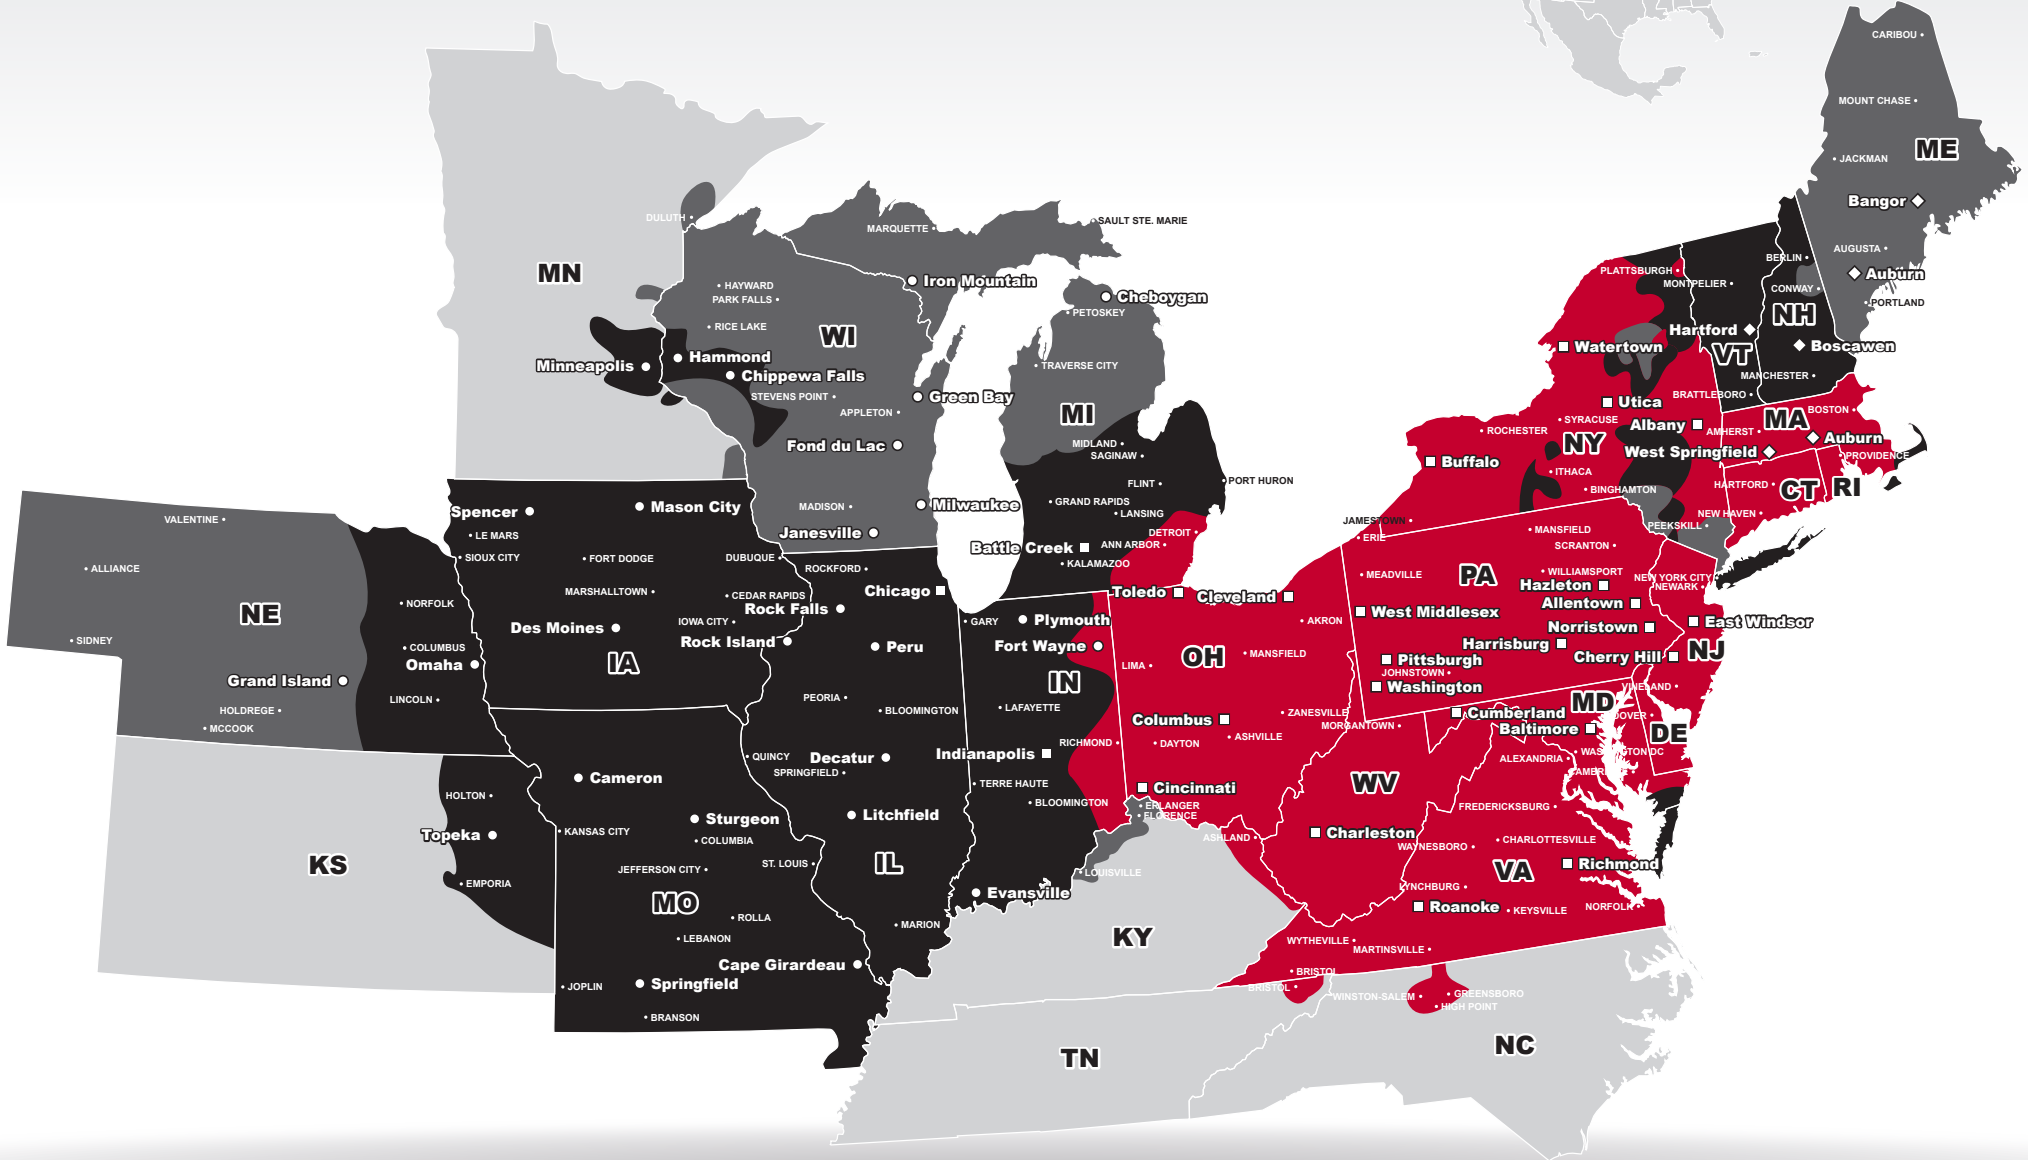 CARIBOU
MOUNT CHASE
ME
JACKMAN
Bangor
AUGUSTA
Auburn
PORTLAND
DULUTH
MARQUETTE
SAULT STE. MARIE
MN
HAYWARD
PARK FALLS
RICE LAKE
WI
Iron Mountain
Cheboygan
PETOSKEY
Minneapolis
Hammond
Chippewa Falls
STEVENS POINT
APPLETON
Green Bay
Fond du Lac
MADISON
Milwaukee
Janesville
TRAVERSE CITY
MI
MIDLAND
SAGINAW
FLINT
PORT HURON
GRAND RAPIDS
LANSING
DETROIT
ANN ARBOR
Battle Creek
KALAMAZOO
PLATTSBURGH
MONTPELIER
BERLIN
CONWAY
NH
Hartford
VT
Boscawen
MANCHESTER
BRATTLEBORO
Watertown
Utica
SYRACUSE
ROCHESTER
NY
Albany
AMHERST
MA
BOSTON
Auburn
West Springfield
PROVIDENCE
Buffalo
ITHACA
BINGHAMTON
HARTFORD
CT
RI
NEW HAVEN
PEEKSKILL
JAMESTOWN
ERIE
MANSFIELD
SCRANTON
MEADVILLE
PA
WILLIAMSPORT
Hazleton
NEW YORK CITY
NEWARK
West Middlesex
Allentown
Norristown
East Windsor
Harrisburg
Cherry Hill
NJ
Pittsburgh
JOHNSTOWN
Washington
VINELAND
VALENTINE
ALLIANCE
NE
SIDNEY
Grand Island
HOLDREGE
MCCOOK
NORFOLK
COLUMBUS
Omaha
LINCOLN
Spencer
Mason City
LE MARS
SIOUX CITY
FORT DODGE
DUBUQUE
MARSHALLTOWN
CEDAR RAPIDS
Des Moines
IOWA CITY
IA
ROCKFORD
Chicago
Rock Falls
Rock Island
Peru
PEORIA
BLOOMINGTON
QUINCY
SPRINGFIELD
Decatur
Litchfield
IL
MARION
GARY
Plymouth
Fort Wayne
IN
LAFAYETTE
RICHMOND
Indianapolis
TERRE HAUTE
BLOOMINGTON
Evansville
Toledo
Cleveland
AKRON
LIMA
OH
MANSFIELD
Columbus
ZANESVILLE
ASHVILLE
DAYTON
Cincinnati
ERLANGER
FLORENCE
ASHLAND
LOUISVILLE
KY
MORGANTOWN
Cumberland
MD
Baltimore
DOVER
DE
WASHINGTON DC
ALEXANDRIA
WV
Charleston
FREDERICKSBURG
CHARLOTTESVILLE
WAYNESBORO
VA
Richmond
LYNCHBURG
Roanoke
KEYSVILLE
NORFOLK
WYTHEVILLE
MARTINSVILLE
BRISTOL
BRISTOL
WINSTON-SALEM
GREENSBORO
HIGH POINT
KS
HOLTON
Topeka
EMPORIA
Cameron
KANSAS CITY
Sturgeon
COLUMBIA
ST. LOUIS
JEFFERSON CITY
MO
ROLLA
LEBANON
Cape Girardeau
JOPLIN
Springfield
BRANSON
TN
NC